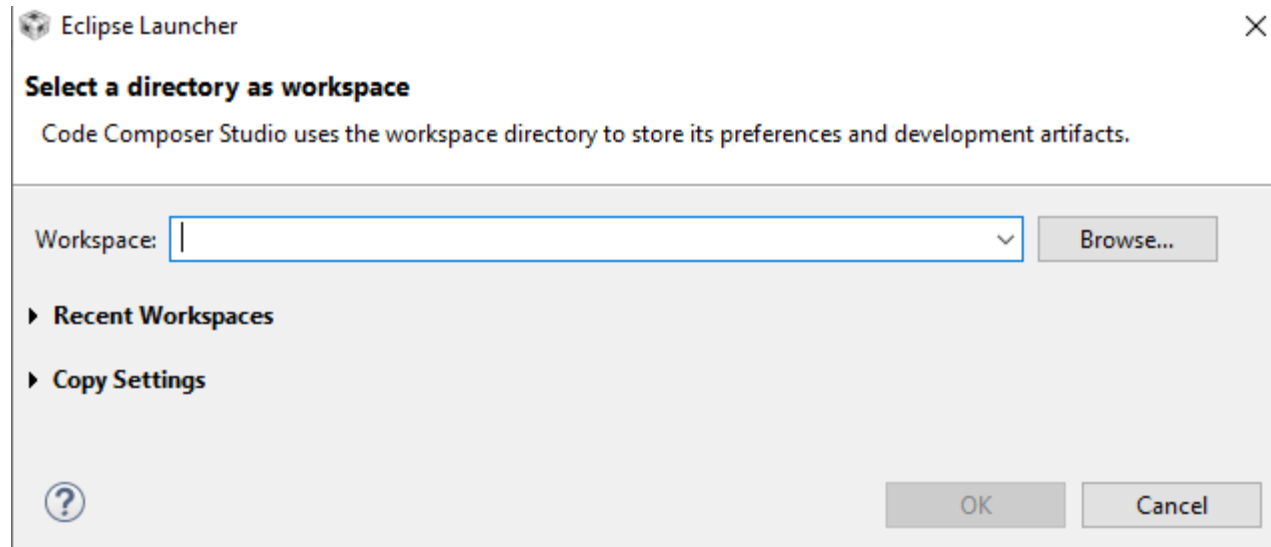 Eclipse Launcher
Select a directory as workspace
Code Composer Studio uses the workspace directory to store its preferences and development artifacts.
Workspace: Browse...
Recent Workspaces
Copy Settings
? OK Cancel